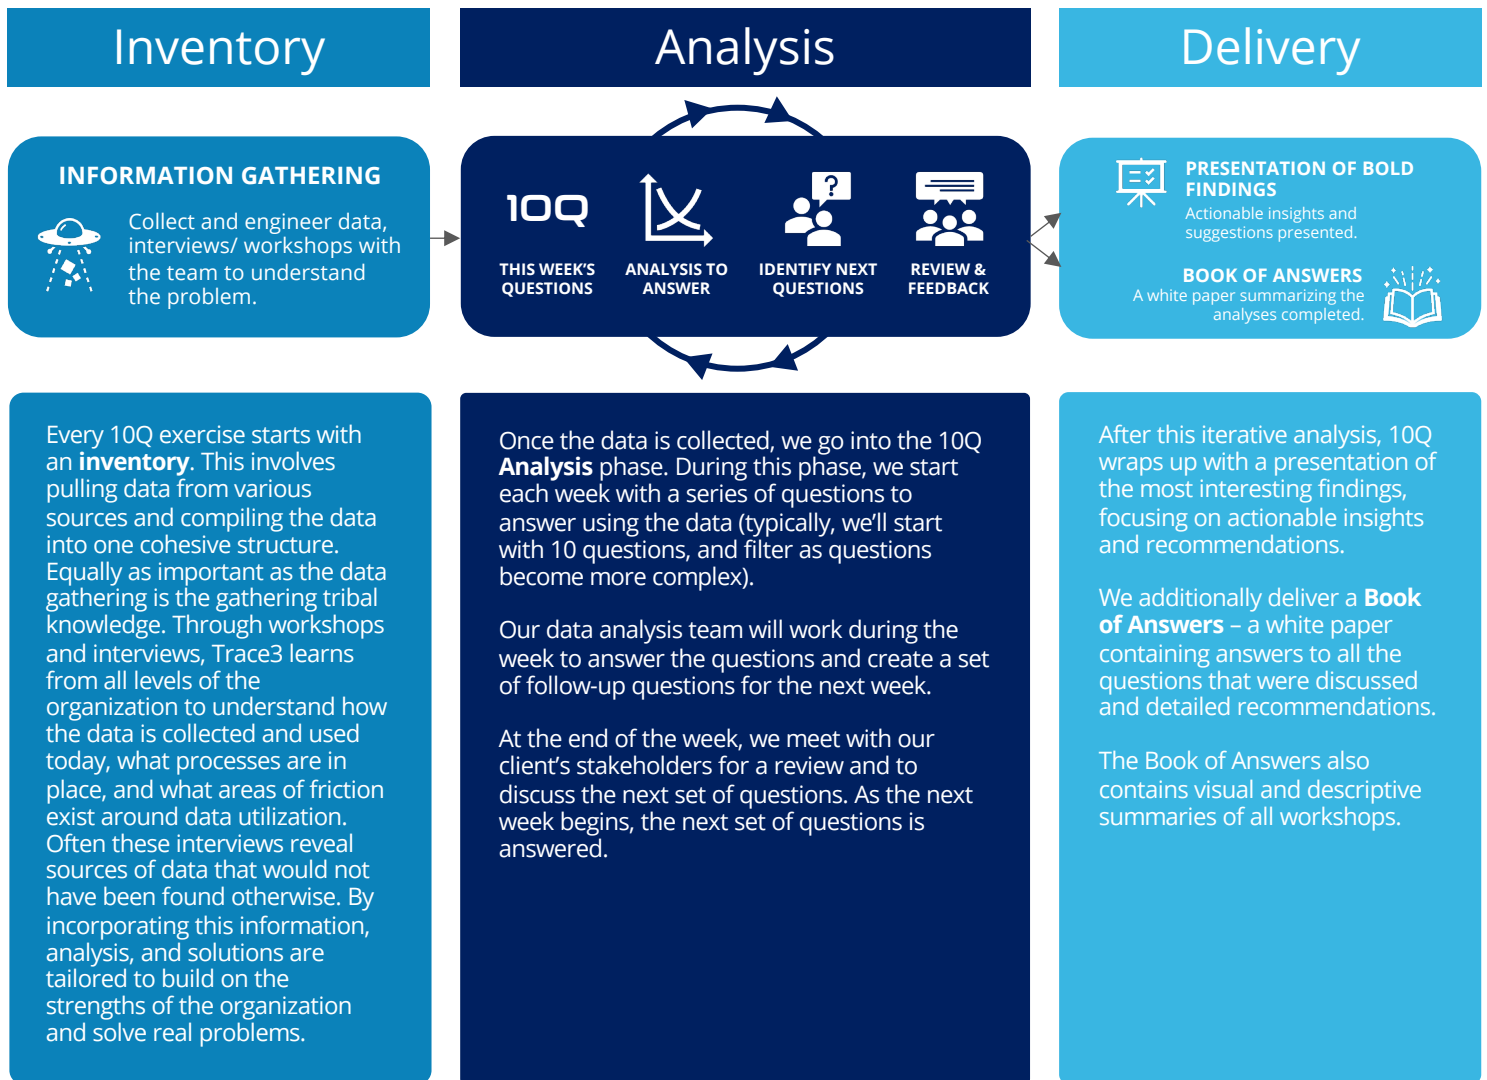 Inventory
Analysis
Delivery
INFORMATION GATHERING
Collect and engineer data,
interviews/ workshops with
the team to understand
the problem.
10Q
THIS WEEK'S
QUESTIONS
ANALYSIS TO
ANSWER
?
IDENTIFY NEXT
QUESTIONS
REVIEW &
FEEDBACK
PRESENTATION OF BOLD
FINDINGS
Actionable insights and
suggestions presented.
BOOK OF ANSWERS
A white paper summarizing the
analyses completed.
Every 10Q exercise starts with
an inventory. This involves
pulling data from various
sources and compiling the data
into one cohesive structure.
Equally as important as the data
gathering is the gathering tribal
knowledge. Through workshops
and interviews, Trace3 learns
from all levels of the
organization to understand how
the data is collected and used
today, what processes are in
place, and what areas of friction
exist around data utilization.
Often these interviews reveal
sources of data that would not
have been found otherwise. By
incorporating this information,
analysis, and solutions are
tailored to build on the
strengths of the organization
and solve real problems.
Once the data is collected, we go into the 10Q
Analysis phase. During this phase, we start
each week with a series of questions to
answer using the data (typically, we’ll start
with 10 questions, and filter as questions
become more complex).
Our data analysis team will work during the
week to answer the questions and create a set
of follow-up questions for the next week.
At the end of the week, we meet with our
client’s stakeholders for a review and to
discuss the next set of questions. As the next
week begins, the next set of questions is
answered.
After this iterative analysis, 10Q
wraps up with a presentation of
the most interesting findings,
focusing on actionable insights
and recommendations.
We additionally deliver a Book
of Answers – a white paper
containing answers to all the
questions that were discussed
and detailed recommendations.
The Book of Answers also
contains visual and descriptive
summaries of all workshops.